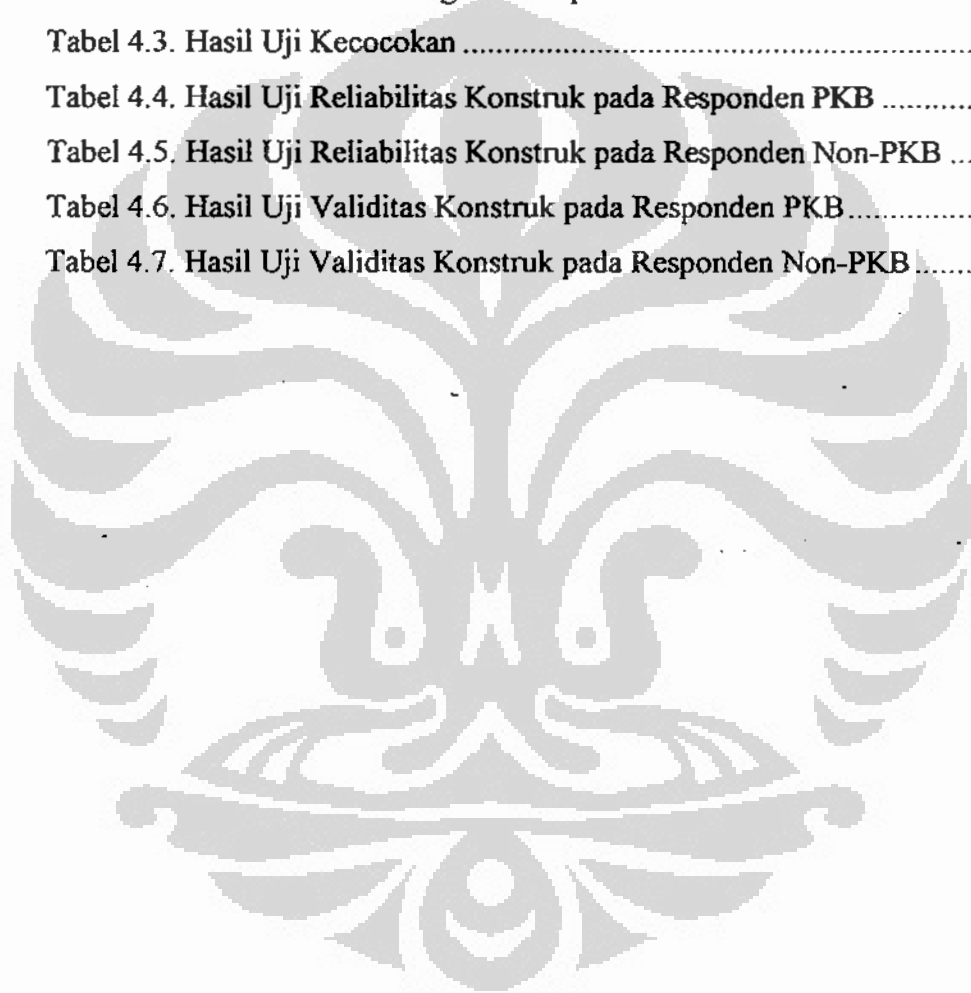 Tabel 4.3. Hasil Uji Kecocokan ........................................................
Tabel 4.4. Hasil Uji Reliabilitas Konstruk pada Responden PKB ............
Tabel 4.5. Hasil Uji Reliabilitas Konstruk pada Responden Non-PKB ...
Tabel 4.6. Hasil Uji Validitas Konstruk pada Responden PKB...............
Tabel 4.7. Hasil Uji Validitas Konstruk pada Responden Non-PKB.......